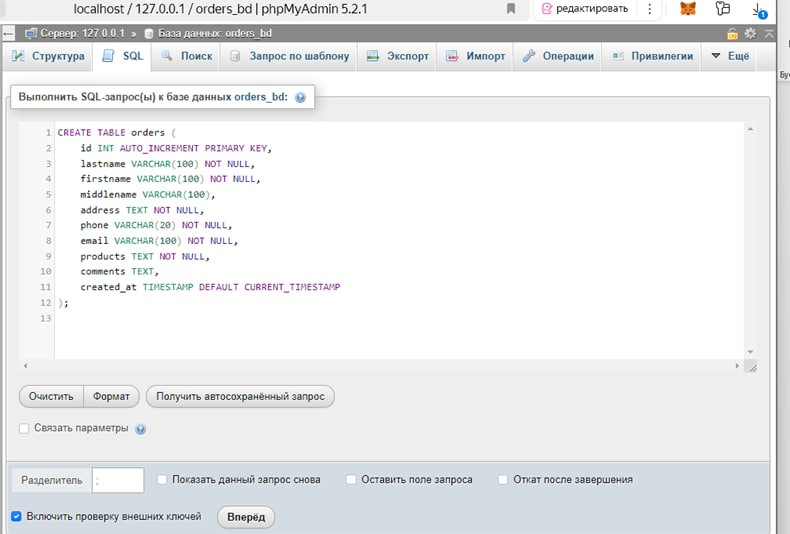 localhost / 127.0.0.1 / orders_bd | phpMyAdmin 5.2.1
редактировать
1
Сервер: 127.0.0.1 » База данных: orders_bd
Структура SQL Поиск Запрос по шаблону Экспорт Импорт Операции Привилегии Ещё
Выполнить SQL-запрос(ы) к базе данных orders_bd:
1 CREATE TABLE orders (
2 id INT AUTO_INCREMENT PRIMARY KEY,
3 lastname VARCHAR(100) NOT NULL,
4 firstname VARCHAR(100) NOT NULL,
5 middlename VARCHAR(100),
6 address TEXT NOT NULL,
7 phone VARCHAR(20) NOT NULL,
8 email VARCHAR(100) NOT NULL,
9 products TEXT NOT NULL,
10 comments TEXT,
11 created_at TIMESTAMP DEFAULT CURRENT_TIMESTAMP
12 );
13
Очистить Формат Получить автосохранённый запрос
Связать параметры
Разделитель ; Показать данный запрос снова Оставить поле запроса Откат после завершения
Включить проверку внешних ключей Вперёд